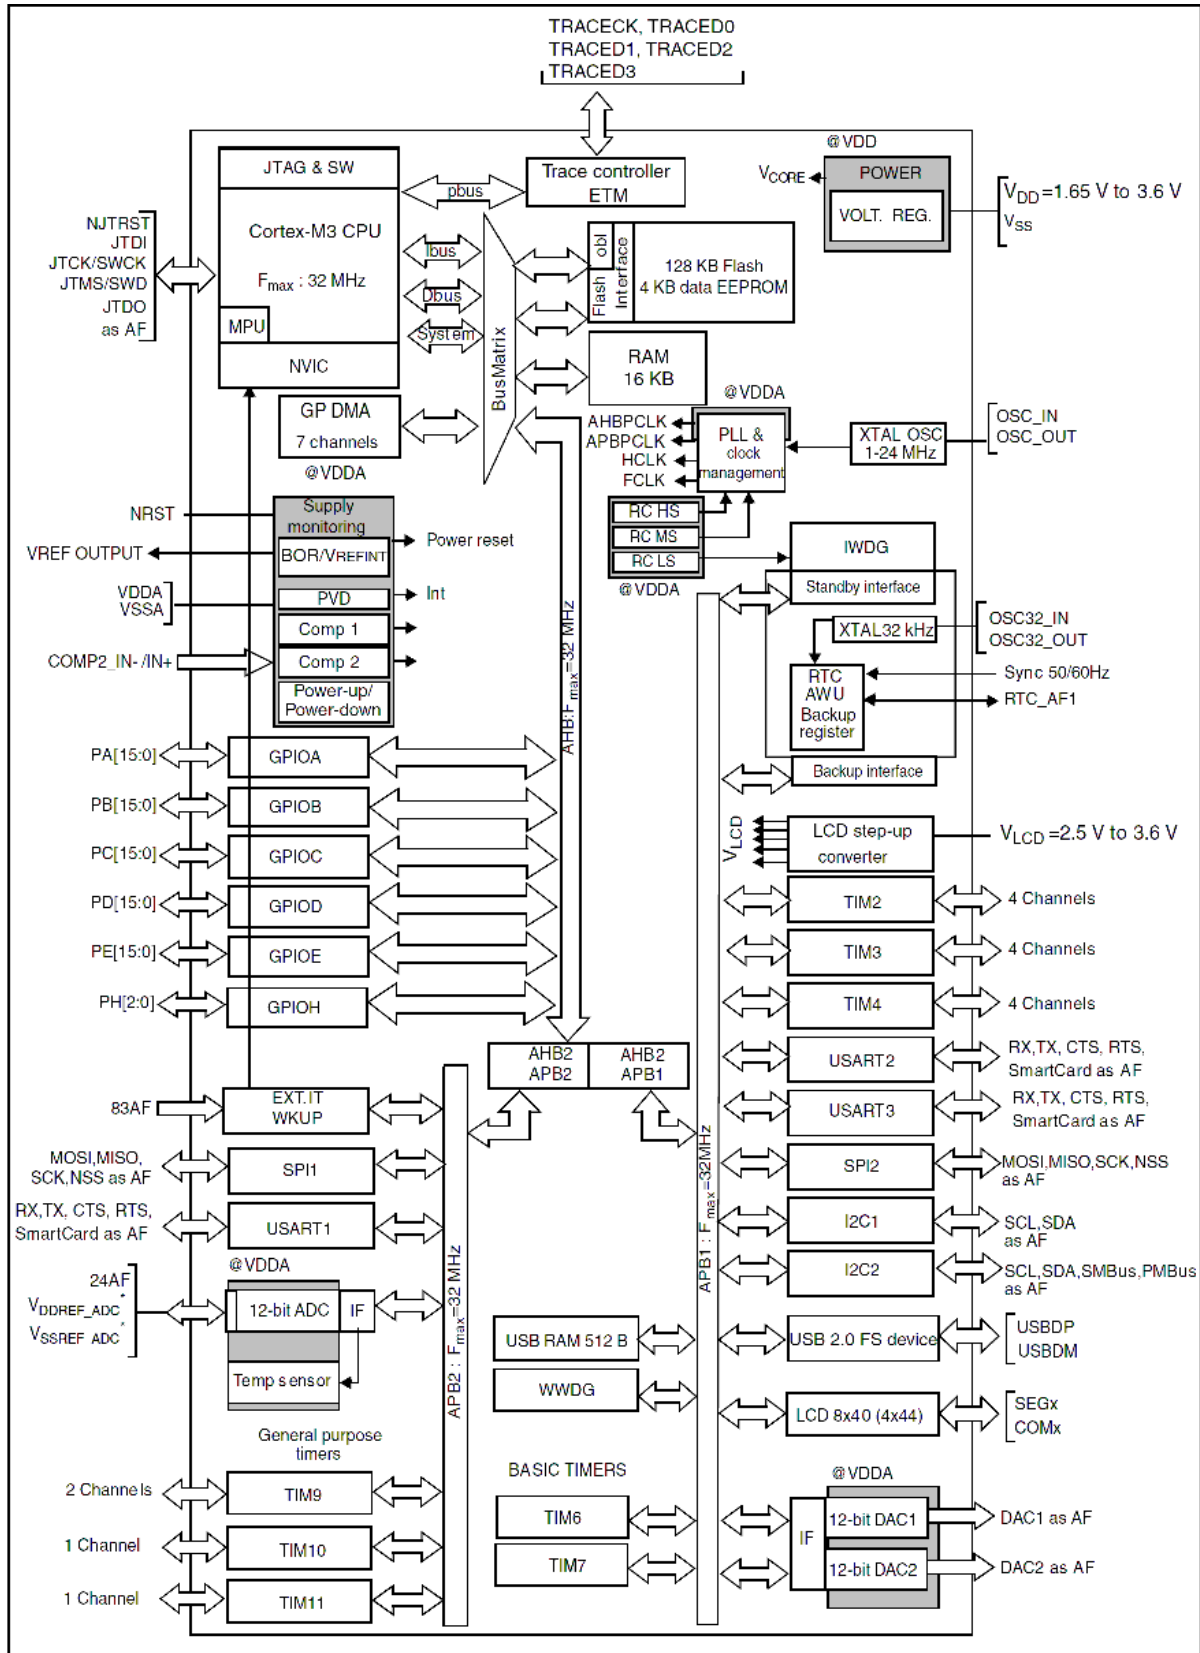 TRACECK, TRACED0
TRACED1, TRACED2
TRACED3
@VDD
JTAG & SW
Trace controller
ETM
pbus
VCORE
POWER
VOLT. REG.
VDD=1.65 V to 3.6 V
VSS
NJTRST
JTDI
JTCK/SWCK
JTMS/SWD
JTDO
as AF
Cortex-M3 CPU
Fmax : 32 MHz
MPU
NVIC
Ibus
Dbus
System
BusMatrix
obl
Flash
Interface
128 KB Flash
4 KB data EEPROM
RAM
16 KB
GP DMA
7 channels
@VDDA
@VDDA
AHBPCLK
APBPCLK
HCLK
FCLK
PLL &
clock
management
XTAL OSC
1-24 MHz
OSC_IN
OSC_OUT
NRST
VREF OUTPUT
VDDA
VSSA
COMP2_IN-/IN+
Supply
monitoring
BOR/VREFINT
PVD
Comp 1
Comp 2
Power-up/
Power-down
Power reset
Int
RC HS
RC MS
RC LS
@VDDA
IWDG
Standby interface
XTAL32 kHz
OSC32_IN
OSC32_OUT
RTC
AWU
Backup
register
Sync 50/60Hz
RTC_AF1
Backup interface
AHB:Fmax=32 MHz
PA[15:0]
GPIOA
PB[15:0]
GPIOB
PC[15:0]
GPIOC
PD[15:0]
GPIOD
PE[15:0]
GPIOE
PH[2:0]
GPIOH
VLCD
LCD step-up
converter
VLCD=2.5 V to 3.6 V
TIM2
4 Channels
TIM3
4 Channels
TIM4
4 Channels
AHB2
APB2
AHB2
APB1
USART2
RX,TX, CTS, RTS,
SmartCard as AF
USART3
RX,TX, CTS, RTS,
SmartCard as AF
SPI2
MOSI,MISO,SCK,NSS
as AF
I2C1
SCL,SDA
as AF
I2C2
SCL,SDA,SMBus,PMBus
as AF
83AF
EXT.IT
WKUP
MOSI,MISO,
SCK,NSS as AF
SPI1
RX,TX, CTS, RTS,
SmartCard as AF
USART1
@VDDA
24AF
VDDREF_ADC*
VSSREF_ADC*
12-bit ADC
IF
Temp sensor
APB2 : Fmax=32 MHz
APB1 : Fmax=32MHz
USB RAM 512 B
WWDG
USB 2.0 FS device
USBDP
USBDM
LCD 8x40 (4x44)
SEGx
COMx
General purpose
timers
2 Channels
TIM9
1 Channel
TIM10
1 Channel
TIM11
BASIC TIMERS
TIM6
TIM7
@VDDA
IF
12-bit DAC1
DAC1 as AF
12-bit DAC2
DAC2 as AF